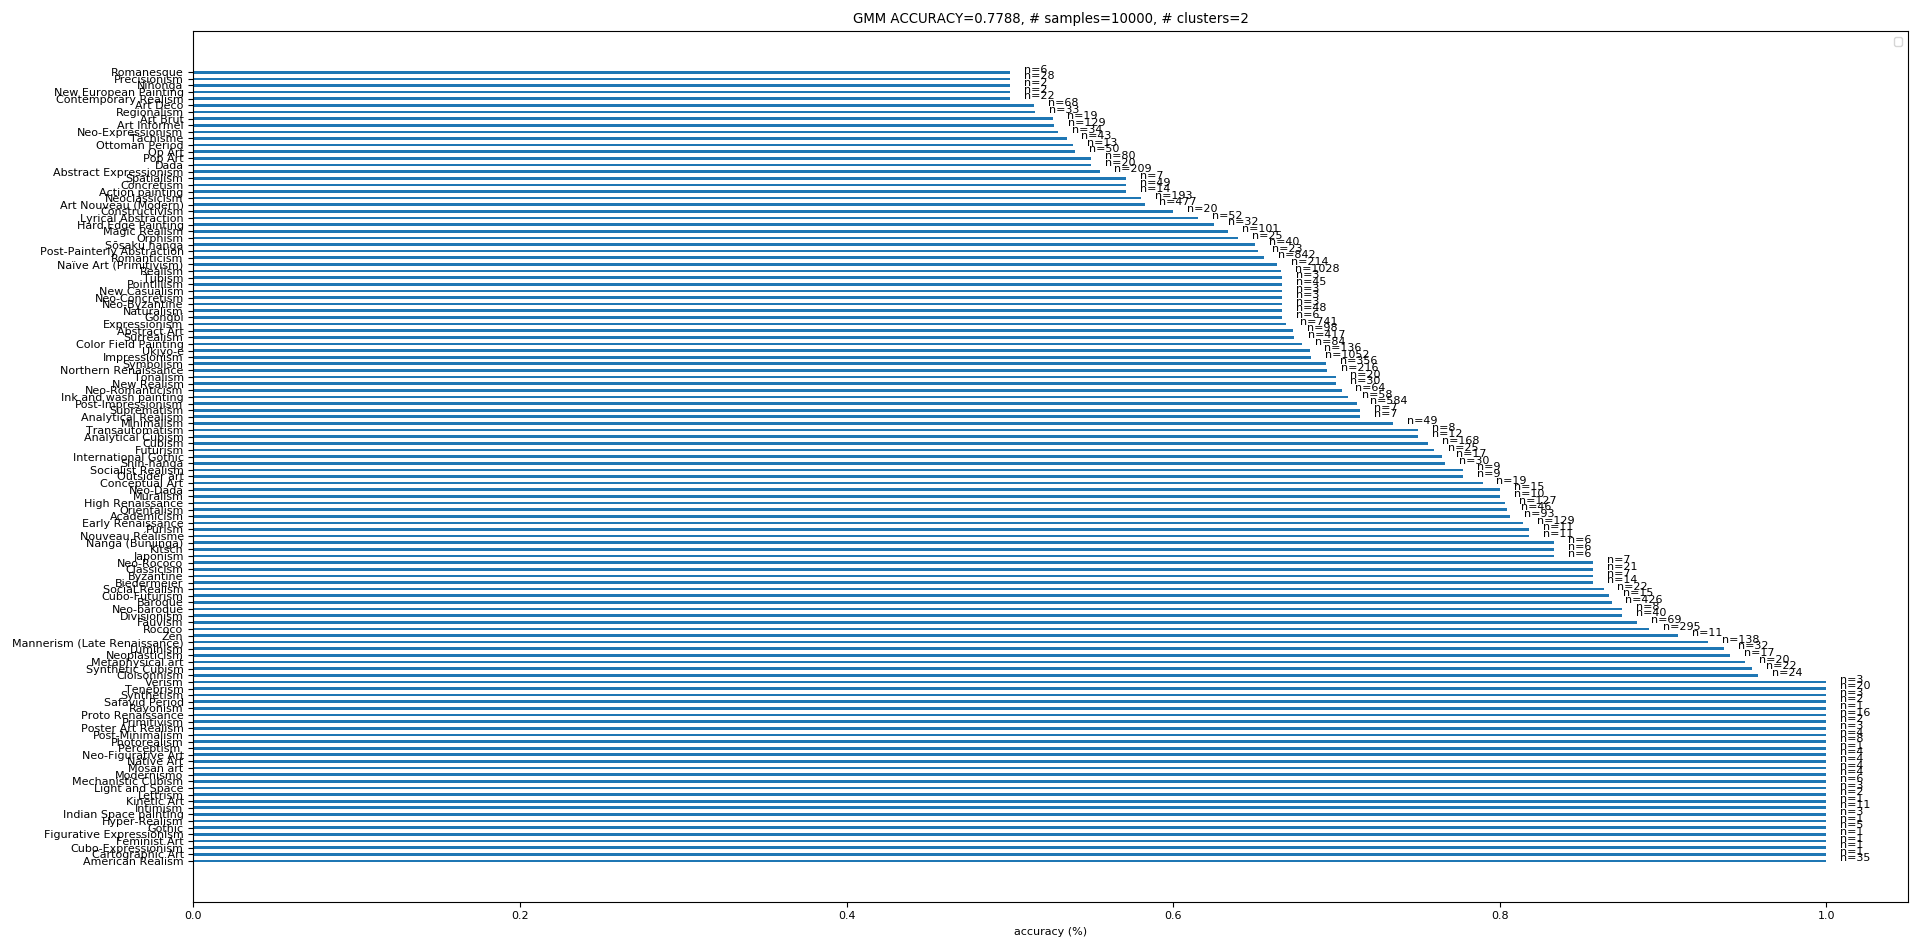 GMM ACCURACY=0.7788, # samples=10000, # clusters=2
Romanesque n=6
Precisionism n=28
Nihonga n=2
New European Painting n=2
Contemporary Realism n=22
Art Deco n=68
Regionalism n=33
Art Brut n=19
Art Informel n=129
Neo-Expressionism n=34
Tachisme n=43
Ottoman Period n=13
Op Art n=50
Pop Art n=80
Dada n=20
Abstract Expressionism n=209
Spatialism n=7
Concretism n=49
Action painting n=14
Neoclassicism n=193
Art Nouveau (Modern) n=477
Constructivism n=20
Lyrical Abstraction n=52
Hard Edge Painting n=32
Magic Realism n=101
Orphism n=25
Sōsaku hanga n=40
Post-Painterly Abstraction n=23
Romanticism n=842
Naïve Art (Primitivism) n=214
Realism n=1028
Tubism n=3
Pointillism n=45
New Casualism n=3
Neo-Concretism n=3
Neo-Byzantine n=3
Naturalism n=48
Gongbi n=6
Expressionism n=741
Abstract Art n=98
Surrealism n=417
Color Field Painting n=84
Ukiyo-e n=136
Impressionism n=1052
Symbolism n=356
Northern Renaissance n=216
Tonalism n=20
New Realism n=30
Neo-Romanticism n=64
Ink and wash painting n=58
Post-Impressionism n=584
Suprematism n=7
Analytical Realism n=7
Minimalism n=49
Transautomatism n=8
Analytical Cubism n=12
Cubism n=168
Futurism n=25
International Gothic n=17
Shin-hanga n=30
Socialist Realism n=9
Outsider art n=9
Conceptual Art n=19
Neo-Dada n=15
Muralism n=10
High Renaissance n=127
Orientalism n=46
Academicism n=93
Early Renaissance n=129
Purism n=11
Nouveau Réalisme n=11
Nanga (Bunjinga) n=6
Kitsch n=6
Japonism n=6
Neo-Rococo n=7
Classicism n=21
Byzantine n=7
Biedermeier n=14
Social Realism n=22
Cubo-Futurism n=15
Baroque n=426
Neo-baroque n=8
Divisionism n=40
Fauvism n=69
Rococo n=295
Zen n=11
Mannerism (Late Renaissance) n=138
Luminism n=32
Neoplasticism n=17
Metaphysical art n=20
Synthetic Cubism n=22
Cloisonnism n=24
Verism n=3
Tenebrism n=20
Synthetism n=3
Safavid Period n=2
Rayonism n=1
Proto Renaissance n=16
Primitivism n=2
Poster Art Realism n=3
Post-Minimalism n=4
Photorealism n=8
Perceptism n=1
Neo-Figurative Art n=4
Native Art n=4
Mosan art n=4
Modernismo n=4
Mechanistic Cubism n=6
Light and Space n=3
Lettrism n=2
Kinetic Art n=1
Intimism n=11
Indian Space painting n=3
Hyper-Realism n=1
Gothic n=5
Figurative Expressionism n=1
Feminist Art n=1
Cubo-Expressionism n=1
Cartographic Art n=1
American Realism n=35
0.0 0.2 0.4 0.6 0.8 1.0
accuracy (%)